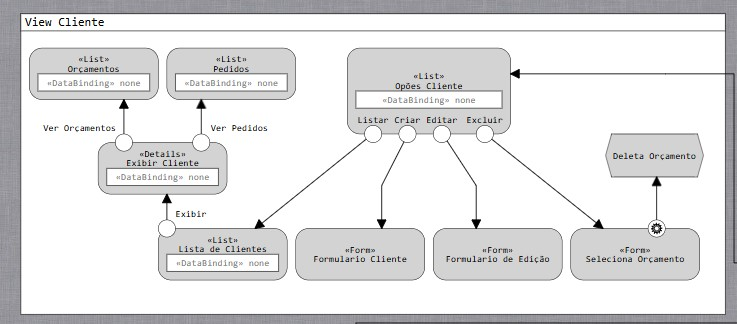 View Cliente
«List»
Orçamentos
«DataBinding» none
«List»
Pedidos
«DataBinding» none
«List»
Opões Cliente
«DataBinding» none
Listar Criar Editar Excluir
Ver Orçamentos
Ver Pedidos
«Details»
Exibir Cliente
«DataBinding» none
Deleta Orçamento
Exibir
«List»
Lista de Clientes
«DataBinding» none
«Form»
Formulario Cliente
«Form»
Formulario de Edição
«Form»
Seleciona Orçamento